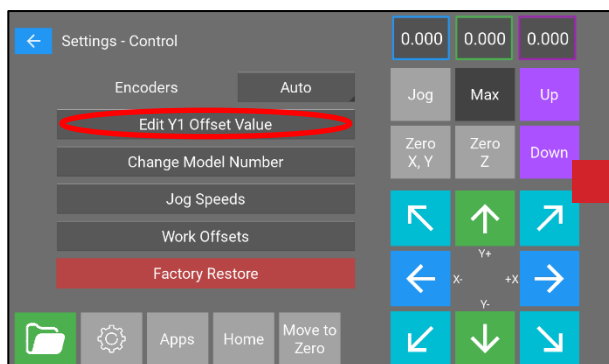 Settings - Control
0.000 0.000 0.000
Encoders Auto
Edit Y1 Offset Value
Change Model Number
Jog Speeds
Work Offsets
Factory Restore
Jog Max Up
Zero X, Y
Zero Z
Down
Y+
X- +X
Y-
Apps Home
Move to
Zero